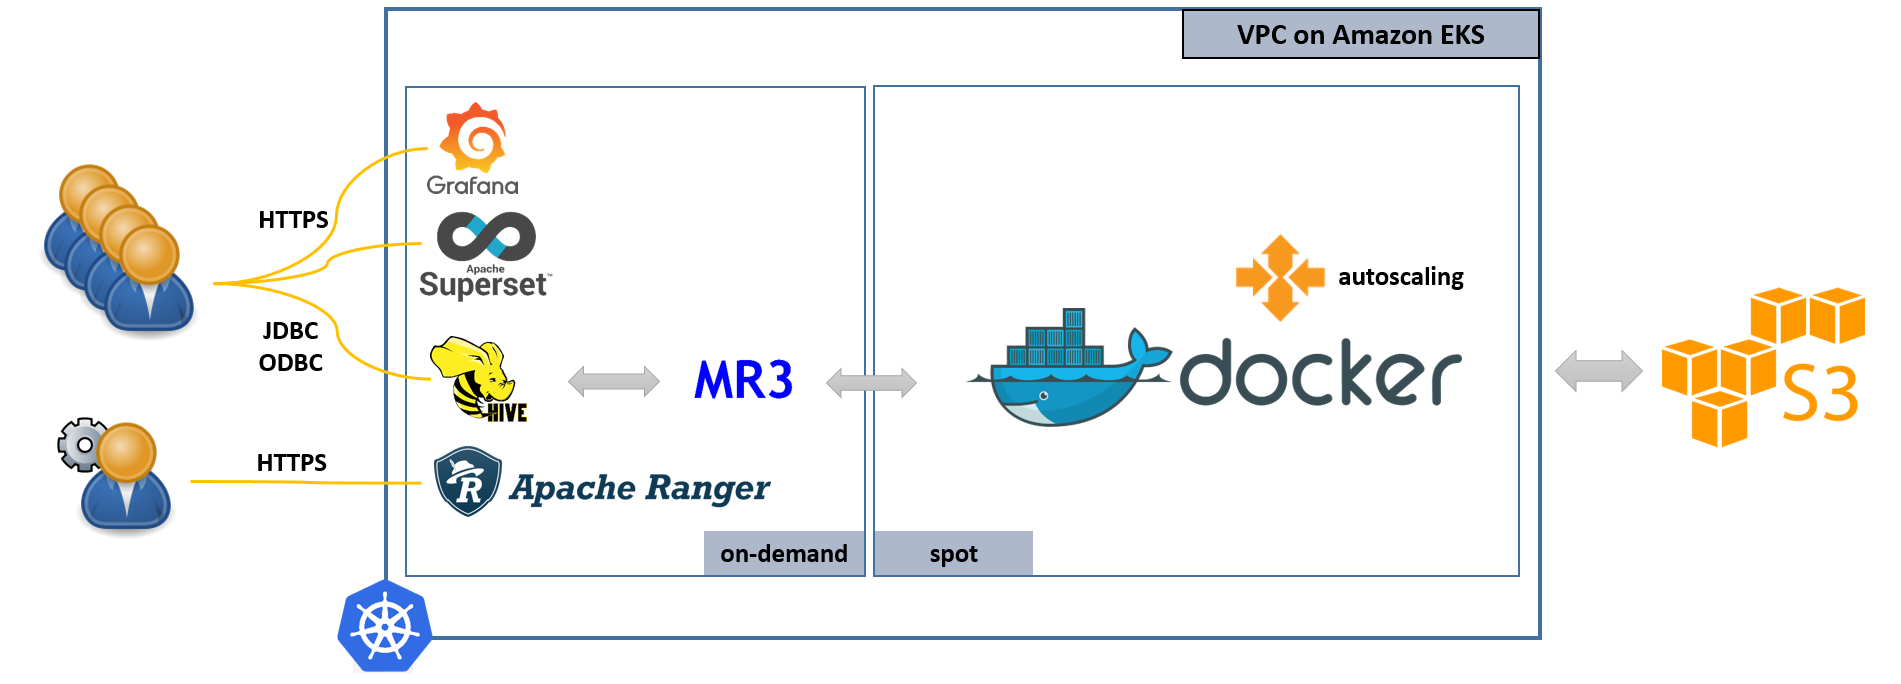 VPC on Amazon EKS
Grafana
HTTPS
Apache
Superset™
autoscaling
JDBC
ODBC
HIVE
MR3
docker
S3
HTTPS
R
Apache Ranger
on-demand
spot